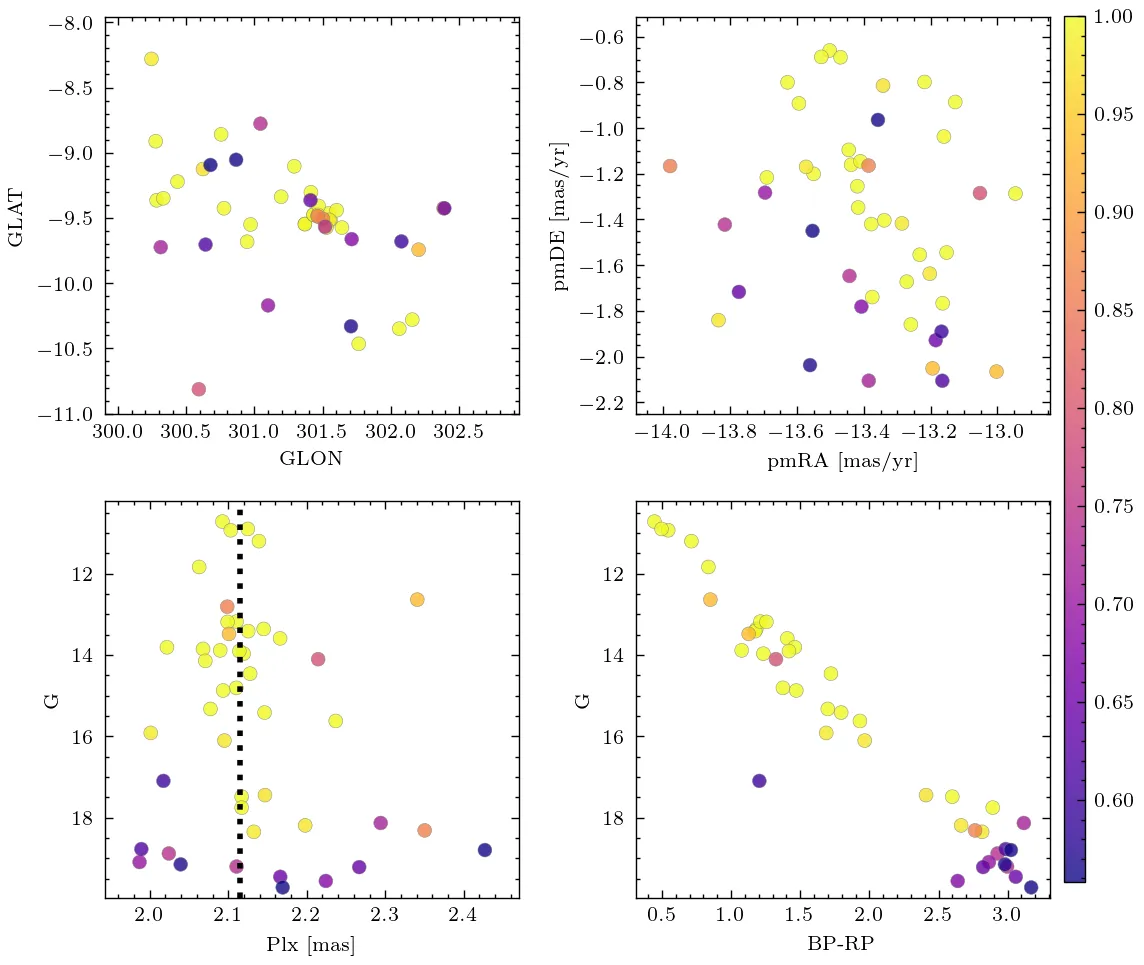 −8.0
−8.5
−9.0
−9.5
−10.0
−10.5
−11.0
GLAT
300.0 300.5 301.0 301.5 302.0 302.5
GLON
−0.6
−0.8
−1.0
−1.2
−1.4
−1.6
−1.8
−2.0
−2.2
pmDE [mas/yr]
−14.0 −13.8 −13.6 −13.4 −13.2 −13.0
pmRA [mas/yr]
12
14
16
18
G
2.0 2.1 2.2 2.3 2.4
Plx [mas]
12
14
16
18
G
0.5 1.0 1.5 2.0 2.5 3.0
BP-RP
1.00
0.95
0.90
0.85
0.80
0.75
0.70
0.65
0.60